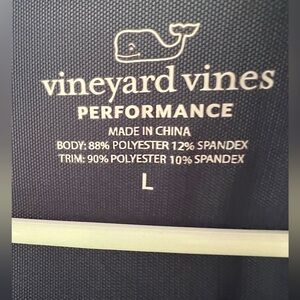 vineyard vines
PERFORMANCE
MADE IN CHINA
BODY: 88% POLYESTER 12% SPANDEX
TRIM: 90% POLYESTER 10% SPANDEX
L